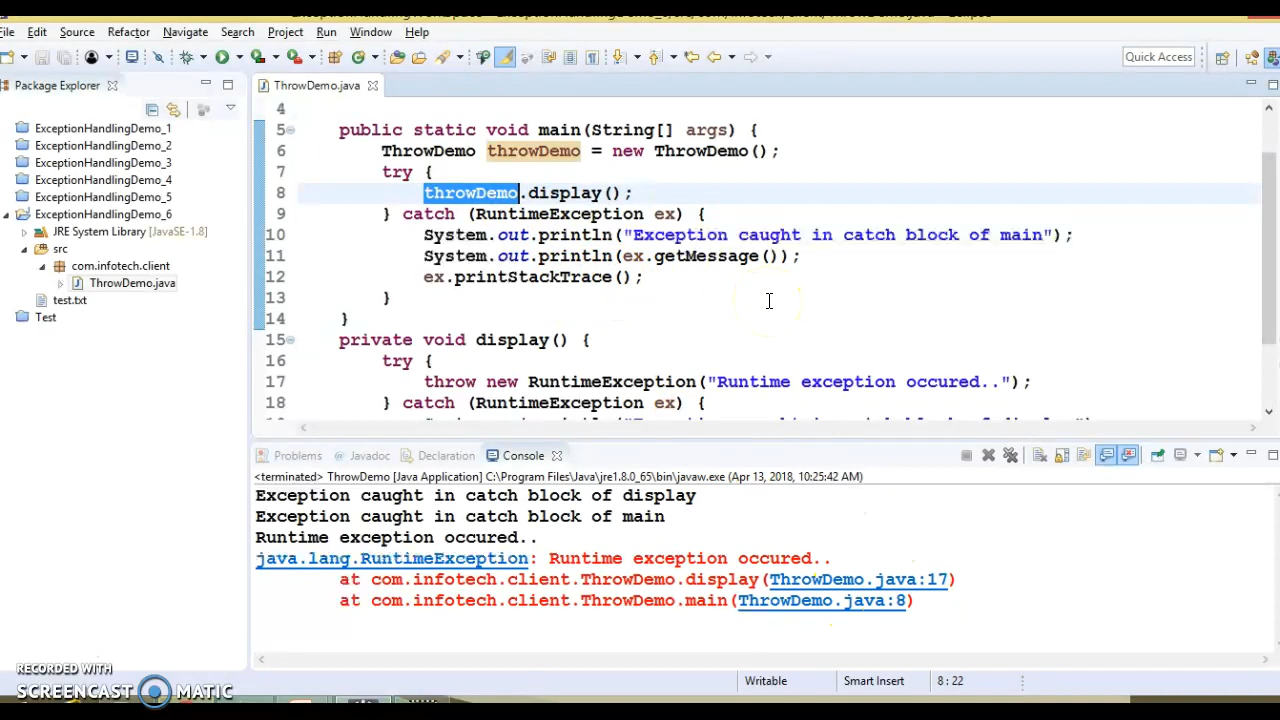 File Edit Source Refactor Navigate Search Project Run Window Help
Quick Access
Package Explorer
ThrowDemo.java
ExceptionHandlingDemo_1
ExceptionHandlingDemo_2
ExceptionHandlingDemo_3
ExceptionHandlingDemo_4
ExceptionHandlingDemo_5
ExceptionHandlingDemo_6
JRE System Library [JavaSE-1.8]
src
com.infotech.client
ThrowDemo.java
test.txt
Test
4
5 public static void main(String[] args) {
6 ThrowDemo throwDemo = new ThrowDemo();
7 try {
8 throwDemo.display();
9 } catch (RuntimeException ex) {
10 System.out.println("Exception caught in catch block of main");
11 System.out.println(ex.getMessage());
12 ex.printStackTrace();
13 }
14 }
15 private void display() {
16 try {
17 throw new RuntimeException("Runtime exception occured..");
18 } catch (RuntimeException ex) {
Problems Javadoc Declaration Console
<terminated> ThrowDemo [Java Application] C:\Program Files\Java\jre1.8.0_65\bin\javaw.exe (Apr 13, 2018, 10:25:42 AM)
Exception caught in catch block of display
Exception caught in catch block of main
Runtime exception occured..
java.lang.RuntimeException: Runtime exception occured..
at com.infotech.client.ThrowDemo.display(ThrowDemo.java:17)
at com.infotech.client.ThrowDemo.main(ThrowDemo.java:8)
Writable Smart Insert 8 : 22
RECORDED WITH
SCREENCAST MATIC